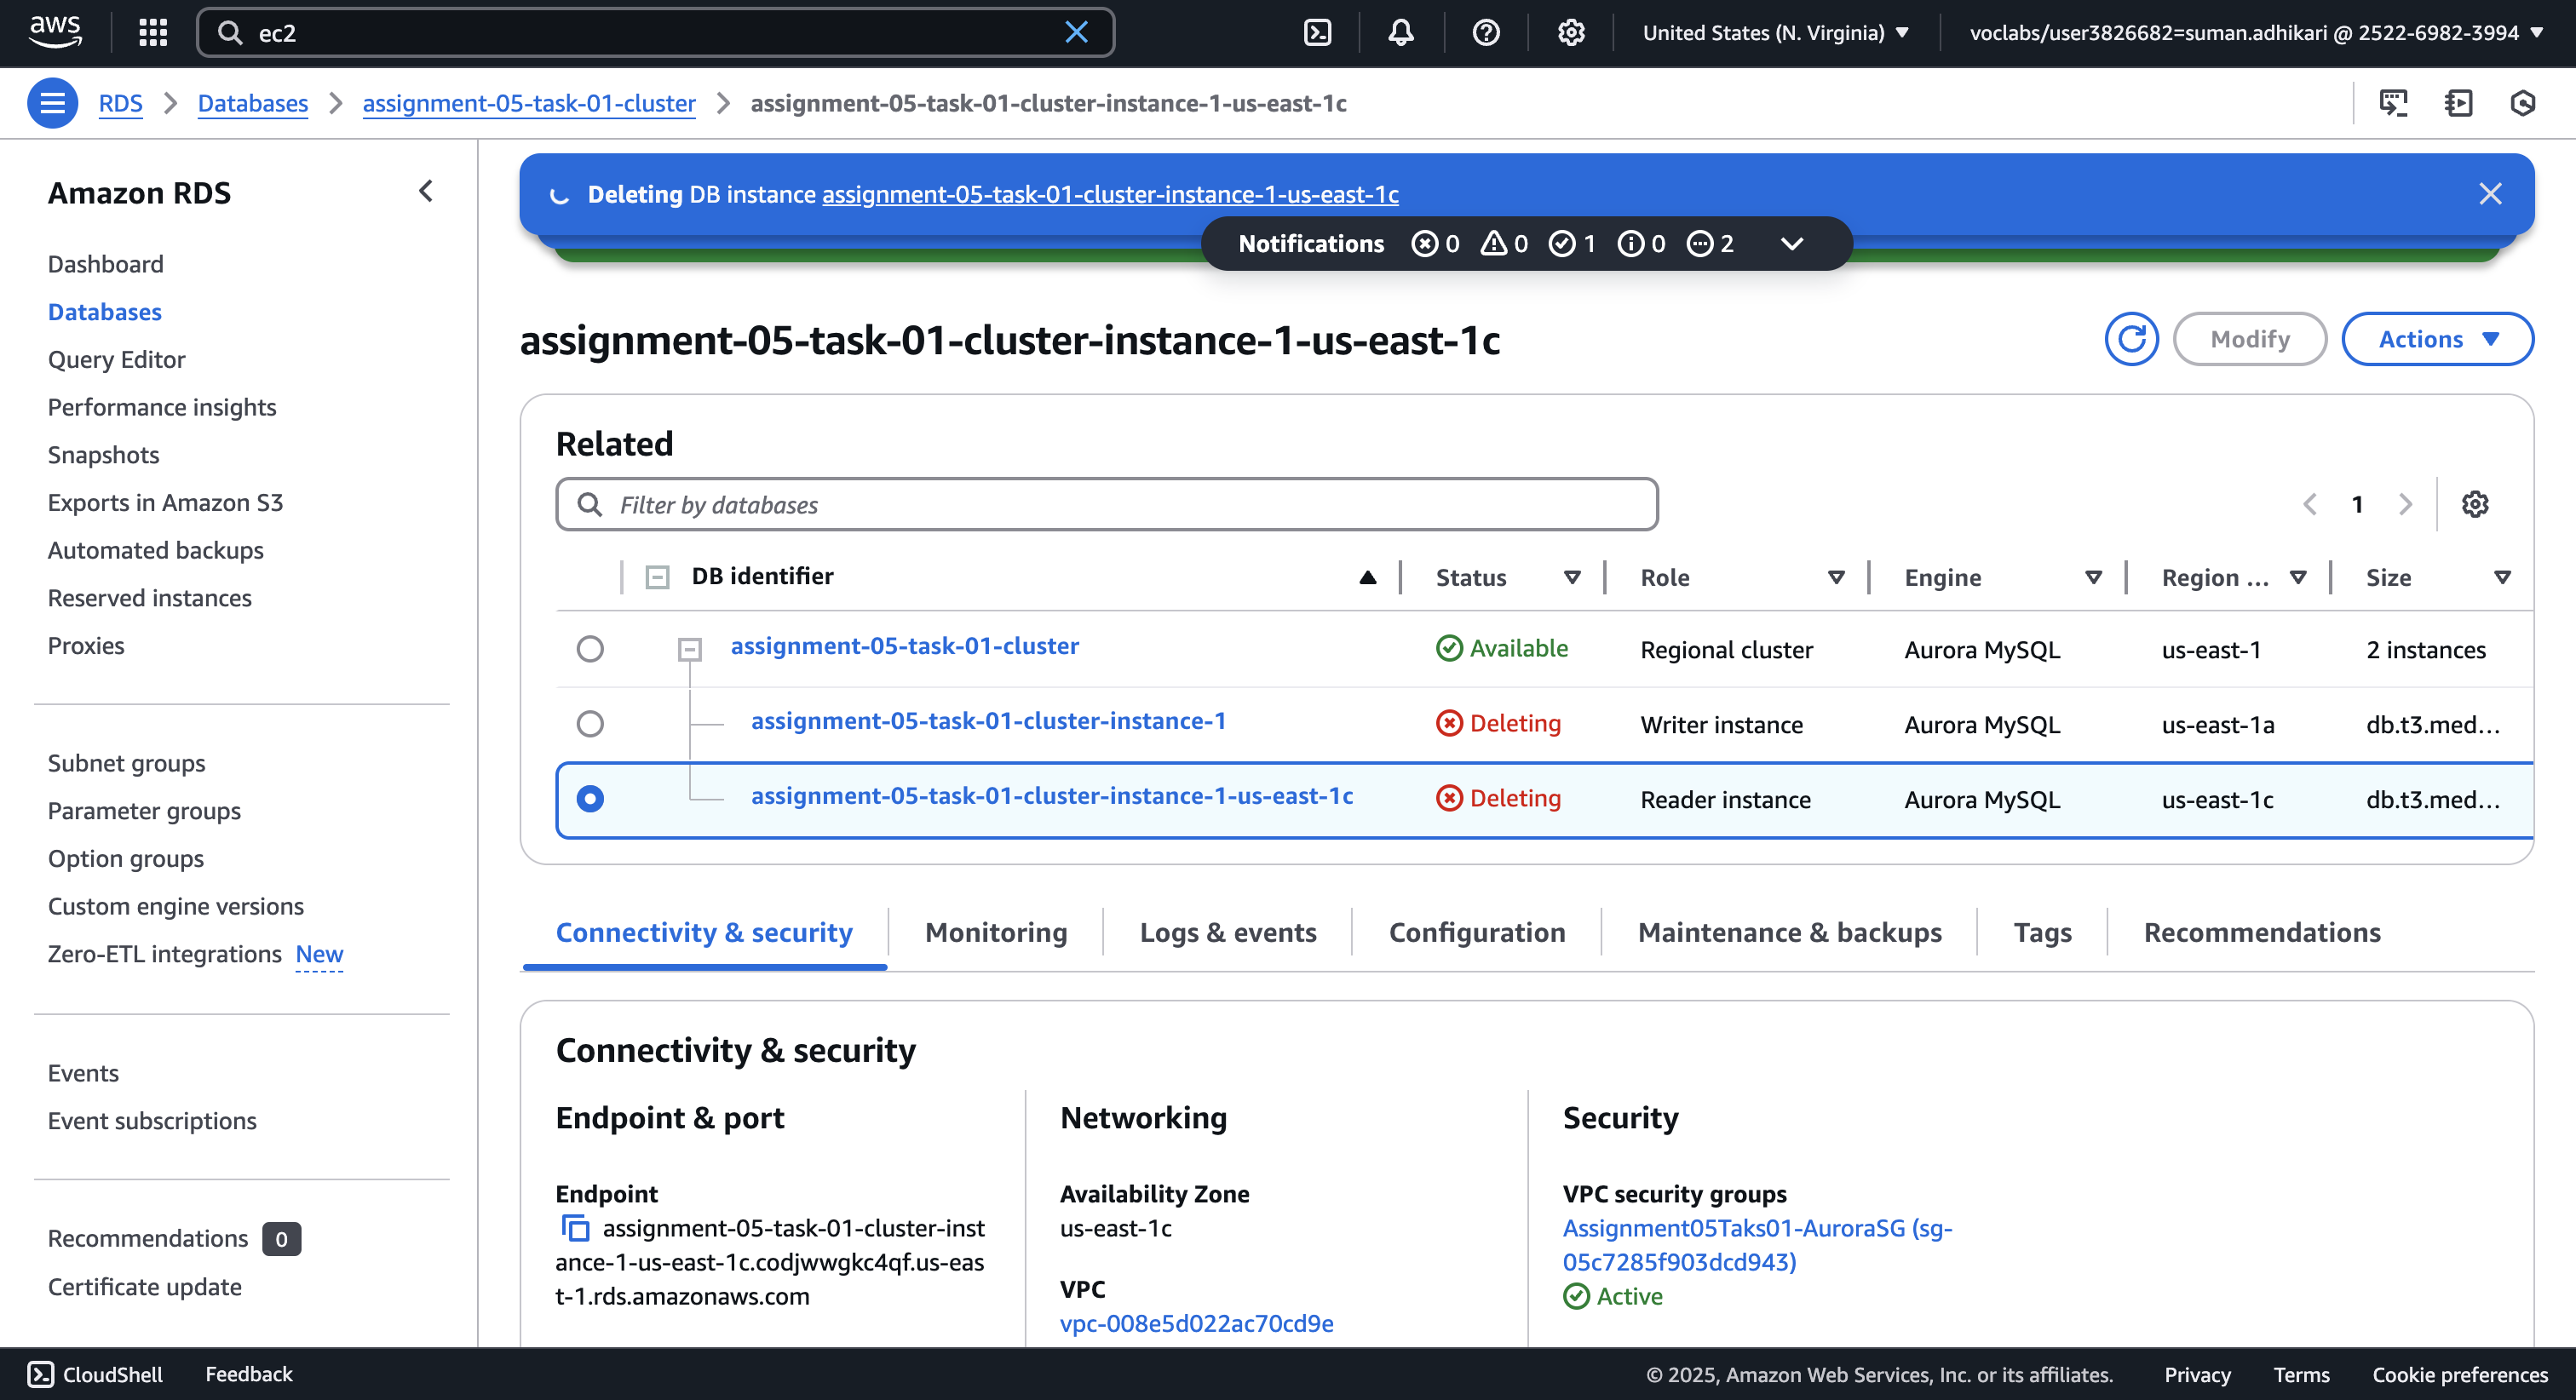 aws
ec2
United States (N. Virginia)
voclabs/user3826682=suman.adhikari @ 2522-6982-3994
RDS
Databases
assignment-05-task-01-cluster
assignment-05-task-01-cluster-instance-1-us-east-1c
Amazon RDS
Dashboard
Databases
Query Editor
Performance insights
Snapshots
Exports in Amazon S3
Automated backups
Reserved instances
Proxies
Subnet groups
Parameter groups
Option groups
Custom engine versions
Zero-ETL integrations New
Events
Event subscriptions
Recommendations 0
Certificate update
Deleting DB instance assignment-05-task-01-cluster-instance-1-us-east-1c
Notifications 0 0 1 0 2
assignment-05-task-01-cluster-instance-1-us-east-1c
Modify
Actions
Related
Filter by databases
1
DB identifier Status Role Engine Region ... Size
assignment-05-task-01-cluster Available Regional cluster Aurora MySQL us-east-1 2 instances
assignment-05-task-01-cluster-instance-1 Deleting Writer instance Aurora MySQL us-east-1a db.t3.med...
assignment-05-task-01-cluster-instance-1-us-east-1c Deleting Reader instance Aurora MySQL us-east-1c db.t3.med...
Connectivity & security Monitoring Logs & events Configuration Maintenance & backups Tags Recommendations
Connectivity & security
Endpoint & port
Endpoint
assignment-05-task-01-cluster-inst
ance-1-us-east-1c.codjwwgkc4qf.us-eas
t-1.rds.amazonaws.com
Networking
Availability Zone
us-east-1c
VPC
vpc-008e5d022ac70cd9e
Security
VPC security groups
Assignment05Taks01-AuroraSG (sg-
05c7285f903dcd943)
Active
CloudShell
Feedback
© 2025, Amazon Web Services, Inc. or its affiliates.
Privacy
Terms
Cookie preferences